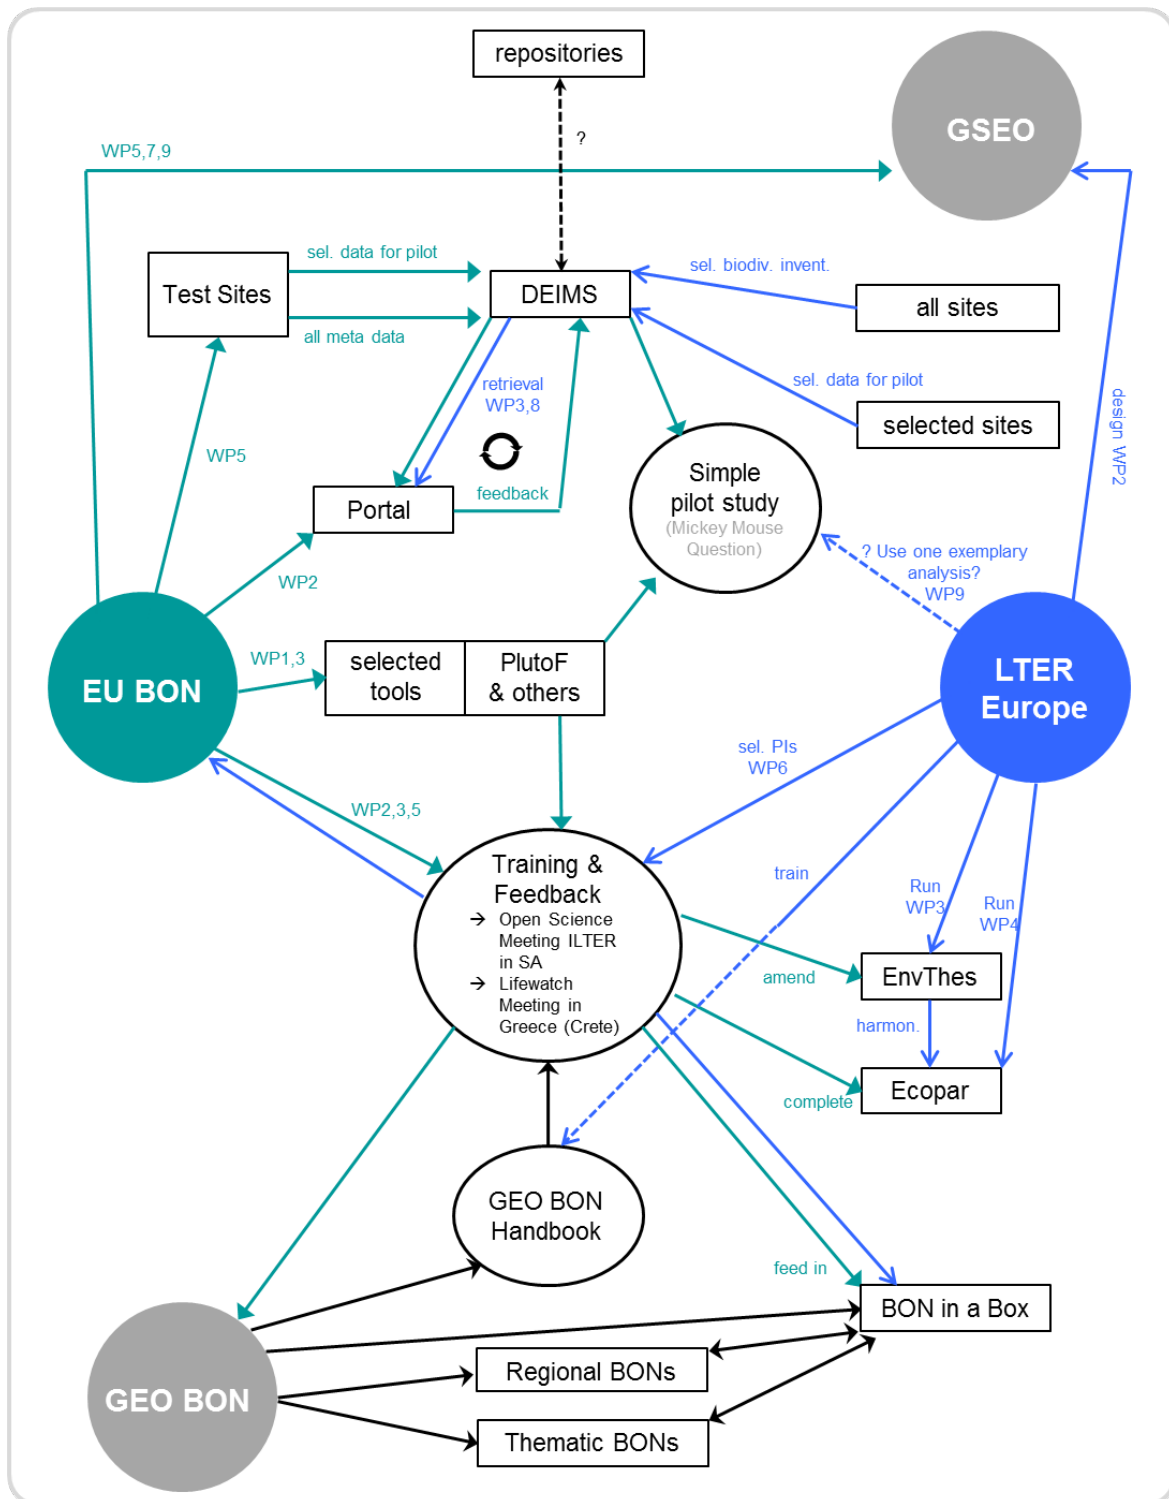 repositories
GSEO
?
WP5,7,9
sel. data for pilot
sel. biodiv. invent.
Test Sites
DEIMS
all sites
all meta data
retrieval
WP3,8
sel. data for pilot
selected sites
design WP2
WP5
feedback
Portal
Simple
pilot study
(Mickey Mouse
Question)
? Use one exemplary
analysis?
WP9
WP2
EU BON
WP1,3
selected
tools
PlutoF
& others
LTER
Europe
sel. PIs
WP6
WP2,3,5
Training &
Feedback
→ Open Science
Meeting ILTER
in SA
→ Lifewatch
Meeting in
Greece (Crete)
train
Run
WP3
Run
WP4
amend
EnvThes
harmon.
complete
Ecopar
GEO BON
Handbook
feed in
BON in a Box
GEO BON
Regional BONs
Thematic BONs